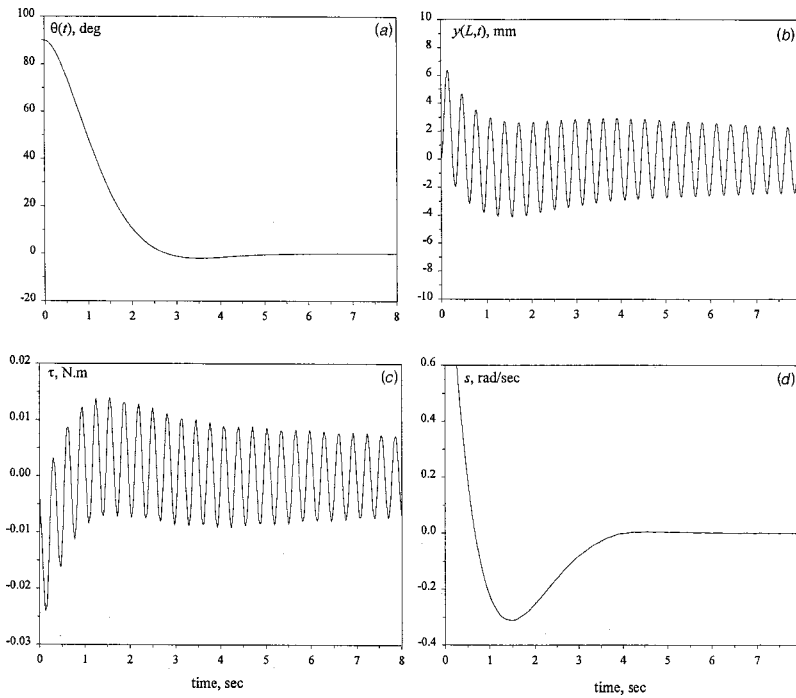 θ(t), deg
(a)
100
80
60
40
20
0
-20
0 1 2 3 4 5 6 7 8
y(L,t), mm
(b)
10
8
6
4
2
0
-2
-4
-6
-8
-10
0 1 2 3 4 5 6 7
τ, N.m
(c)
0.02
0.01
0.00
-0.01
-0.02
-0.03
0 1 2 3 4 5 6 7 8
time, sec
s, rad/sec
(d)
0.6
0.4
0.2
0.0
-0.2
-0.4
0 1 2 3 4 5 6 7
time, sec